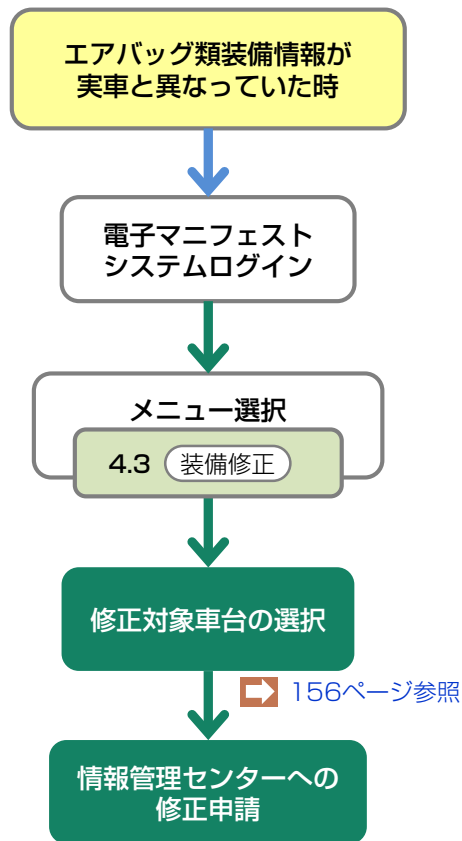 エアバッグ類装備情報が
実車と異なっていた時
電子マニフェスト
システムログイン
メニュー選択
4.3 装備修正
修正対象車台の選択
156ページ参照
情報管理センターへの
修正申請